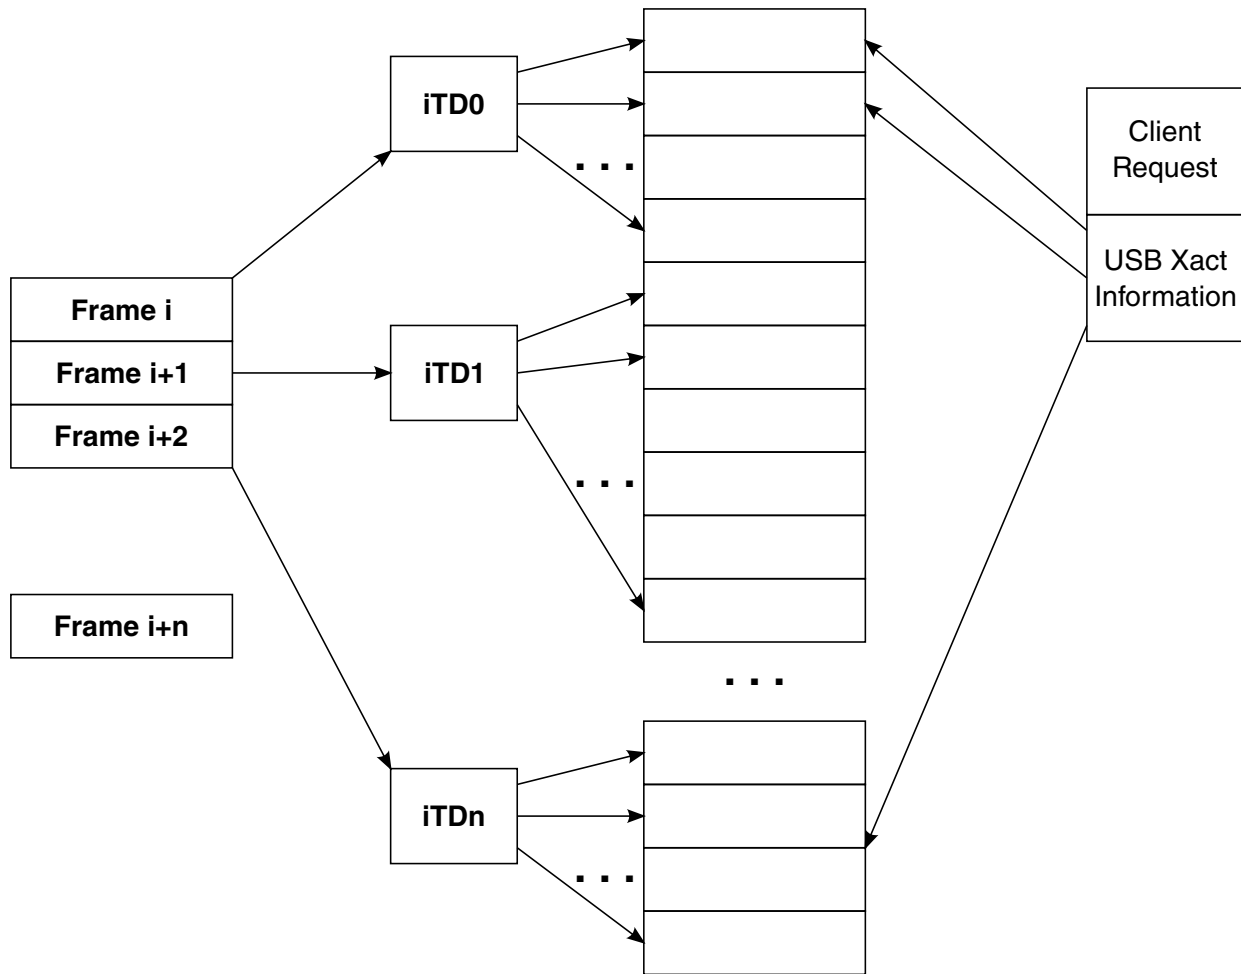 iTD0
. . .
Client
Request
USB Xact
Information
Frame i
Frame i+1
Frame i+2
iTD1
. . .
Frame i+n
. . .
iTDn
. . .